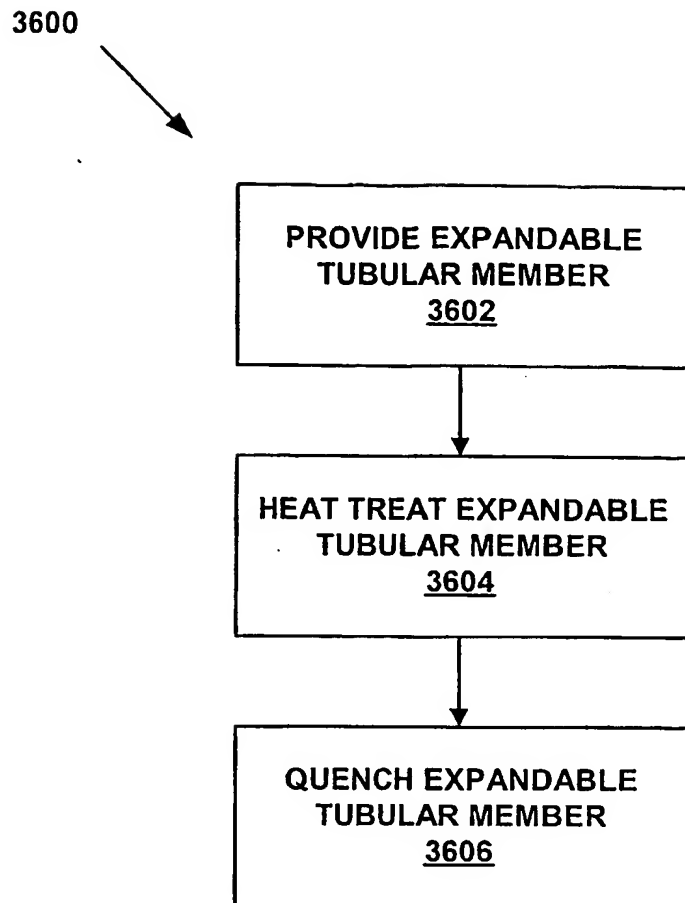 3600
PROVIDE EXPANDABLE
TUBULAR MEMBER
3602
HEAT TREAT EXPANDABLE
TUBULAR MEMBER
3604
QUENCH EXPANDABLE
TUBULAR MEMBER
3606